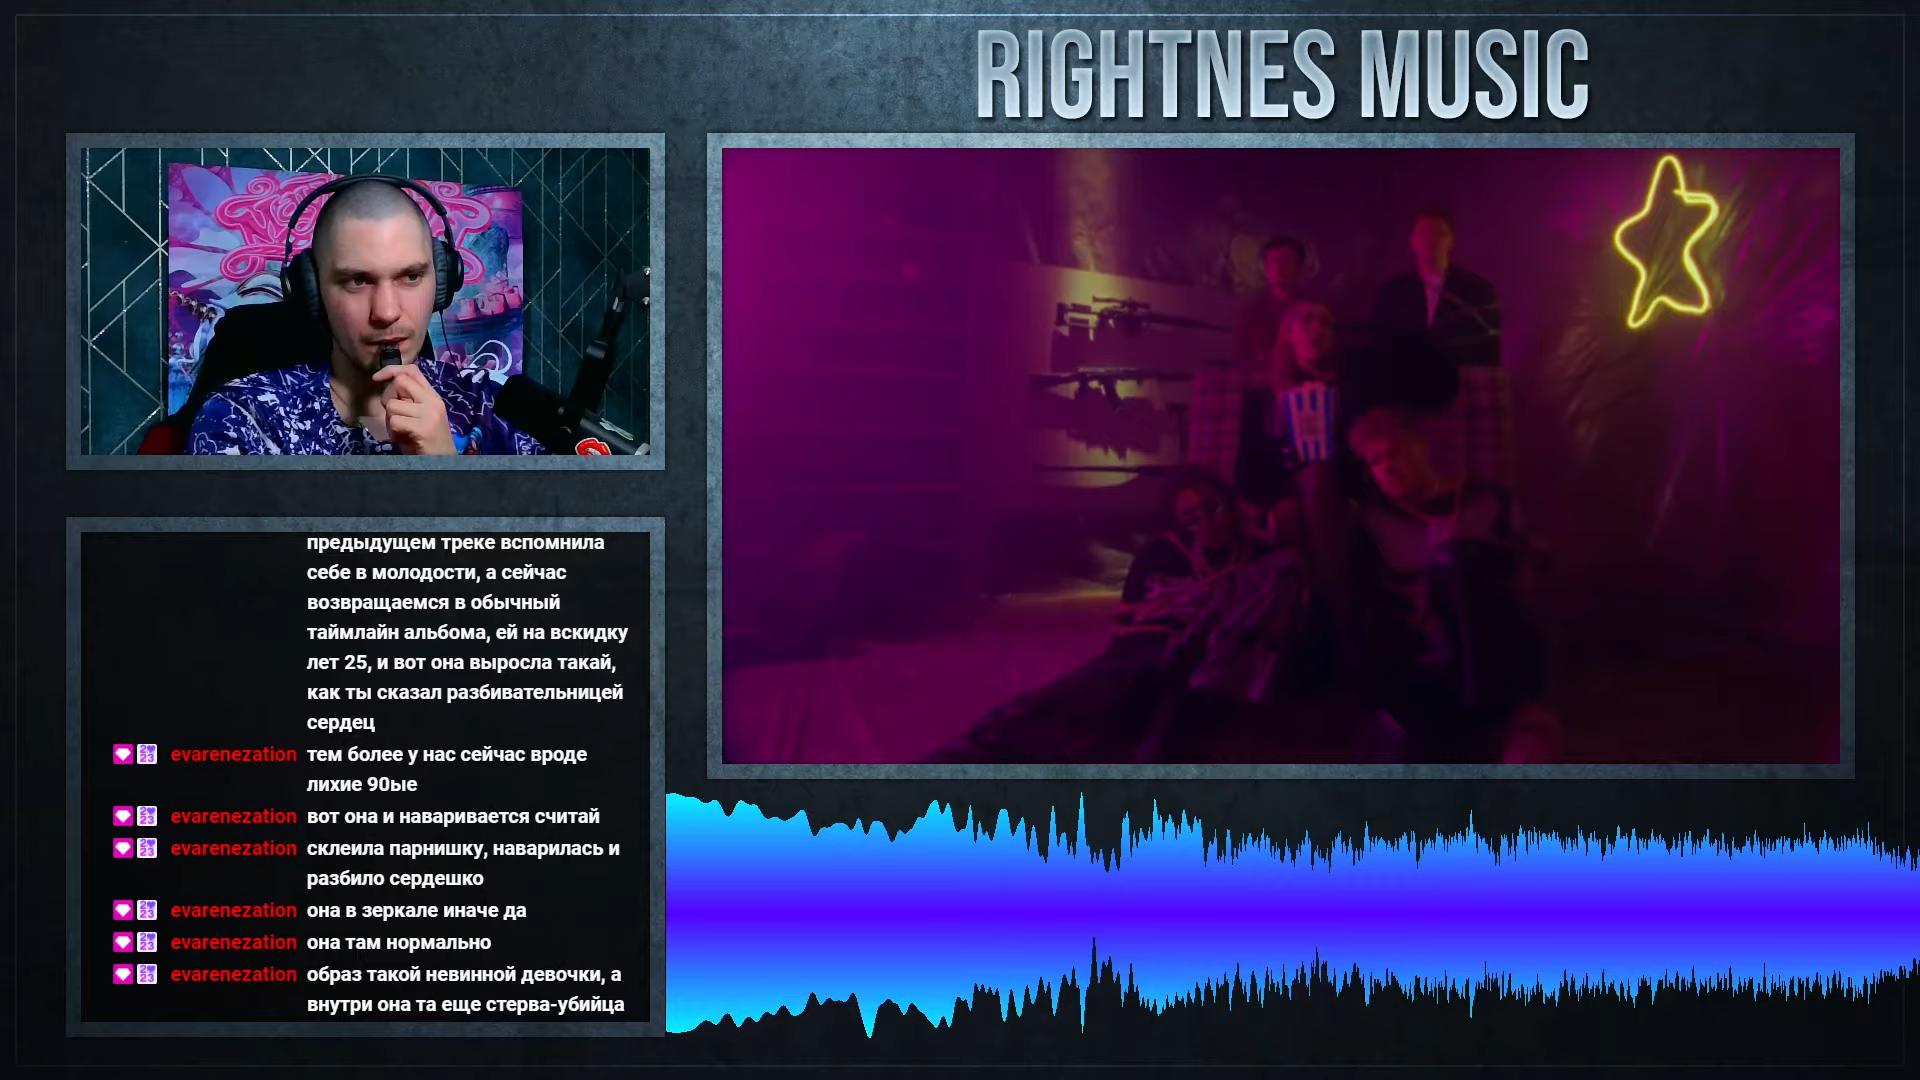 RIGHTNES MUSIC
предыдущем треке вспомнила
себе в молодости, а сейчас
возвращаемся в обычный
таймлайн альбома, ей на вскидку
лет 25, и вот она выросла такай,
как ты сказал разбивательницей
сердец
evarenezation тем более у нас сейчас вроде
лихие 90ые
evarenezation вот она и наваривается считай
evarenezation склеила парнишку, наварилась и
разбило сердешко
evarenezation она в зеркале иначе да
evarenezation она там нормально
evarenezation образ такой невинной девочки, а
внутри она та еще стерва-убийца